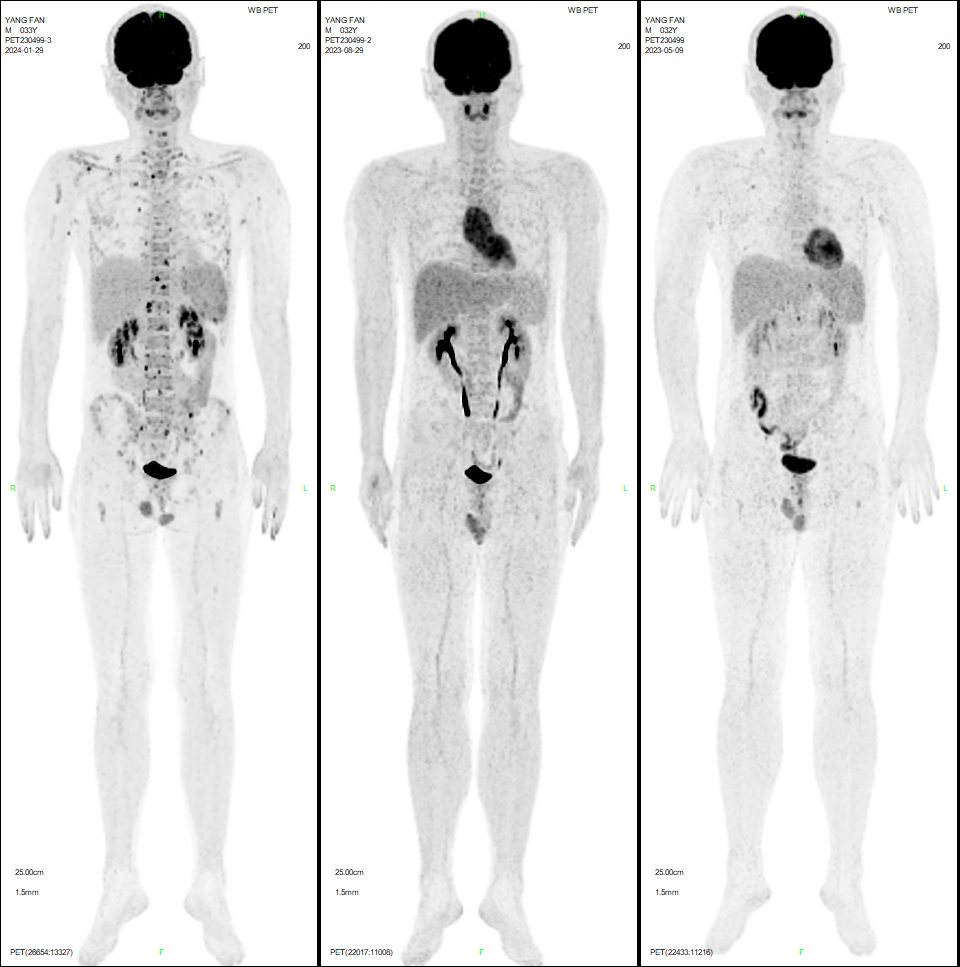 YANG FAN
M 033Y
PET230499-3
2024-01-29
WB PET
200
H
R
L
25.00cm
1.5mm
PET(26654:13327)
F
YANG FAN
M 032Y
PET230499-2
2023-08-29
WB PET
200
H
R
L
25.00cm
1.5mm
PET(22017:11008)
F
YANG FAN
M 032Y
PET230499
2023-05-09
WB PET
200
H
R
L
25.00cm
1.5mm
PET(22433:11216)
F